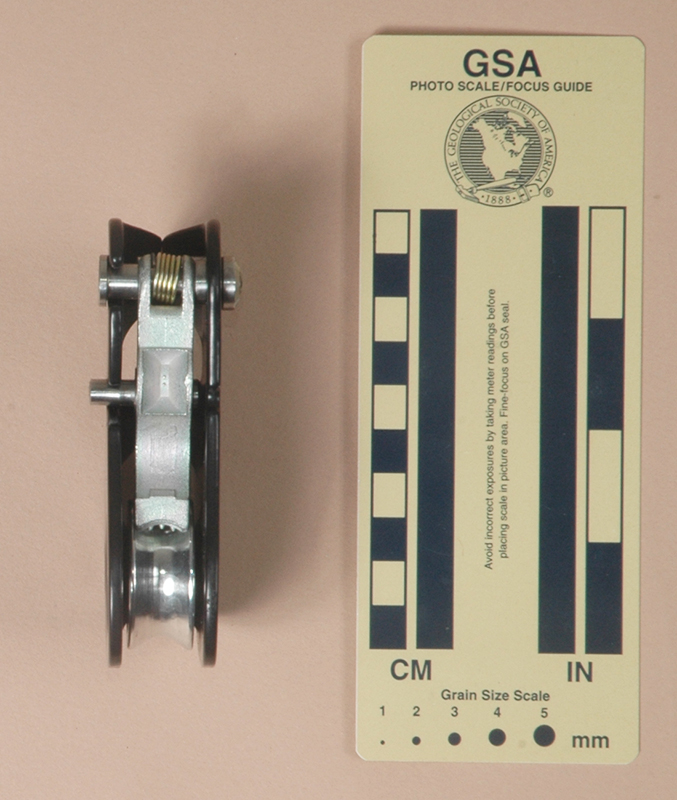 GSA
PHOTO SCALE/FOCUS GUIDE
THE GEOLOGICAL SOCIETY OF AMERICA
·1888·
®
Avoid incorrect exposures by taking meter readings before
placing scale in picture area. Fine-focus on GSA seal.
CM
IN
Grain Size Scale
1 2 3 4 5
mm